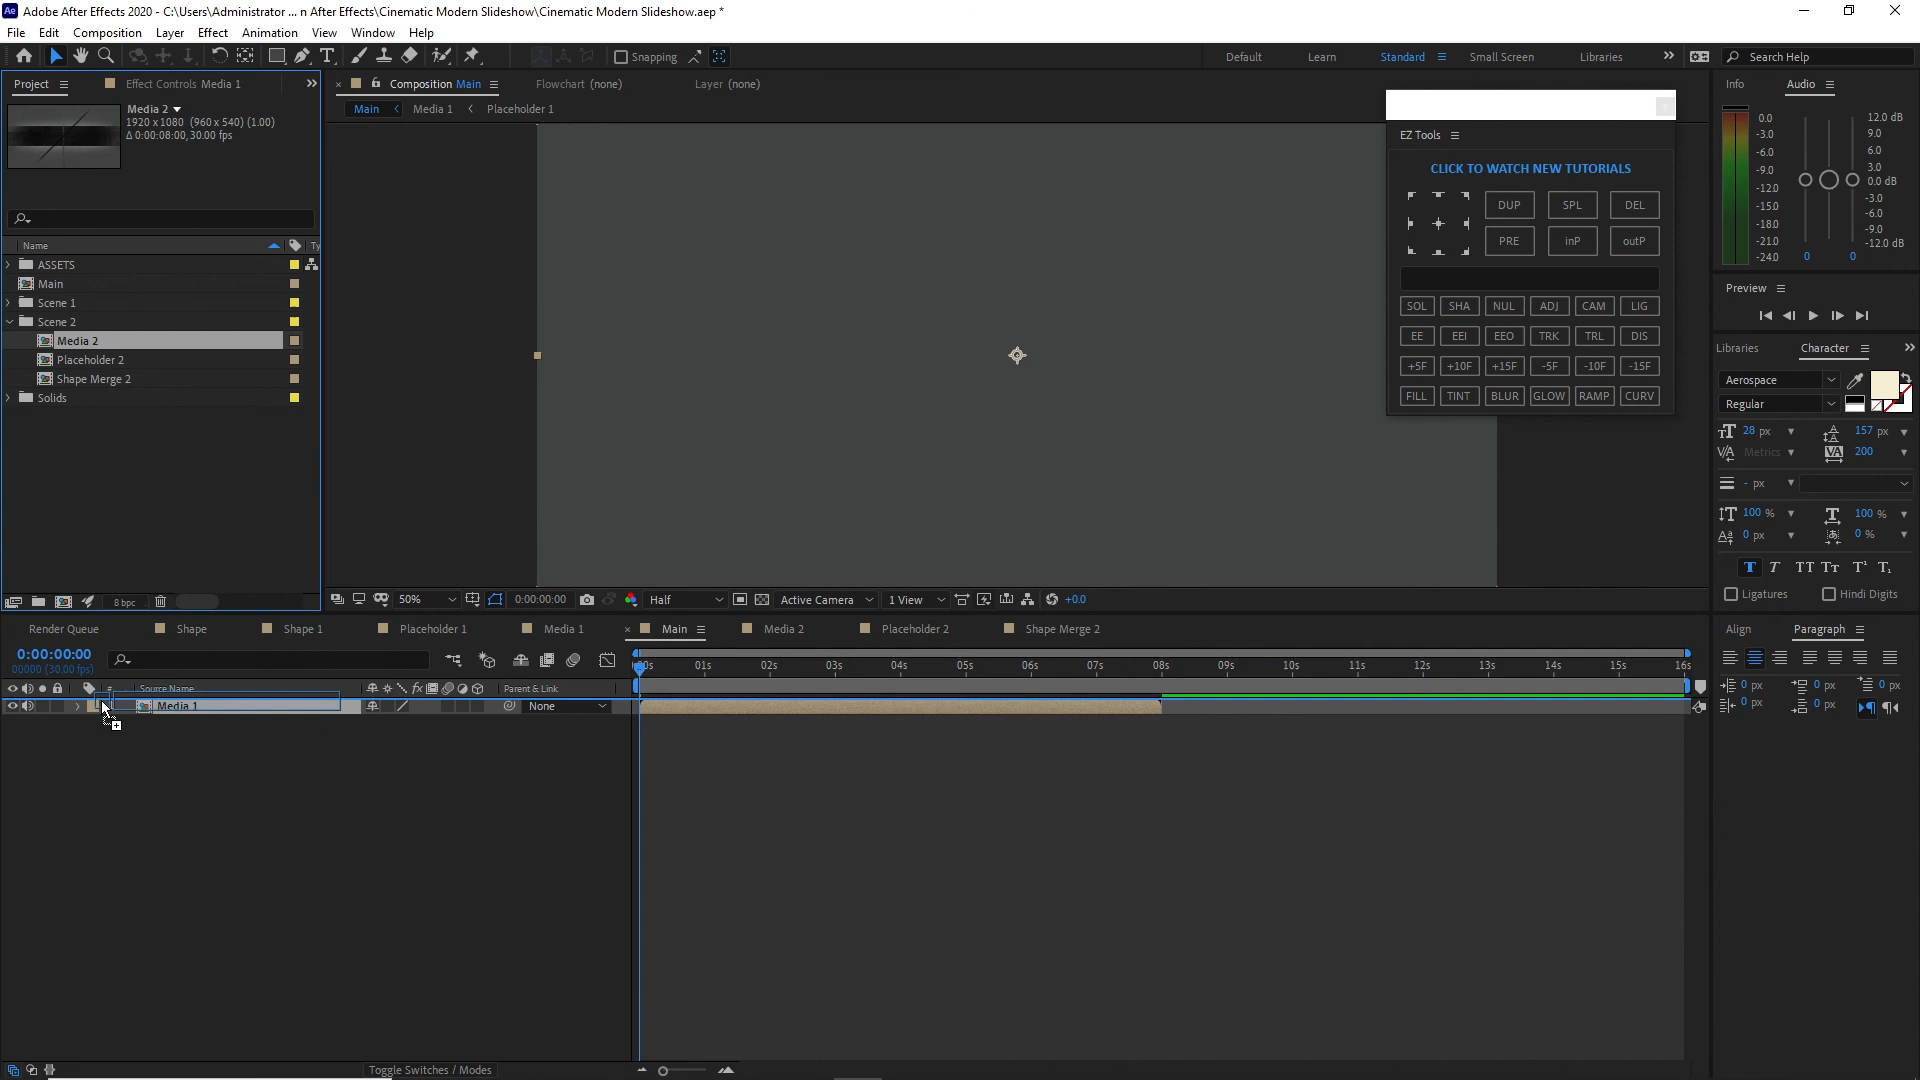 Adobe After Effects 2020 - C:\Users\Administrator ... n After Effects\Cinematic Modern Slideshow\Cinematic Modern Slideshow.aep *
File Edit Composition Layer Effect Animation View Window Help
Snapping Default Learn Standard Small Screen Libraries Search Help
Project Effect Controls Media 1 Composition Main Flowchart (none) Layer (none) Info Audio
Main Media 1 Placeholder 1
Media 2
1920 x 1080 (960 x 540) (1.00)
Δ 0:00:08:00, 30.00 fps
Name Ty
ASSETS
Main
Scene 1
Scene 2
Media 2
Placeholder 2
Shape Merge 2
Solids
8 bpc
EZ Tools
CLICK TO WATCH NEW TUTORIALS
DUP SPL DEL
PRE inP outP
SOL SHA NUL ADJ CAM LIG
EE EEI EEO TRK TRL DIS
+5F +10F +15F -5F -10F -15F
FILL TINT BLUR GLOW RAMP CURV
0.0
-3.0
-6.0
-9.0
-12.0
-15.0
-18.0
-21.0
-24.0
12.0 dB
9.0
6.0
3.0
0.0 dB
-3.0
-6.0
-9.0
-12.0 dB
0 0
Preview
Libraries Character
Aerospace
Regular
28 px 157 px
Metrics 200
- px
100 % 100 %
0 px 0 %
T T TT Tr T¹ T₁
Ligatures Hindi Digits
50% 0:00:00:00 Half Active Camera 1 View +0.0
Render Queue Shape Shape 1 Placeholder 1 Media 1 Main Media 2 Placeholder 2 Shape Merge 2
Align Paragraph
0:00:00:00
00000 (30.00 fps)
01s 02s 03s 04s 05s 06s 07s 08s 09s 10s 11s 12s 13s 14s 15s 16s
# Source Name fx Parent & Link
Media 1 None
0 px 0 px 0 px
0 px 0 px
Toggle Switches / Modes